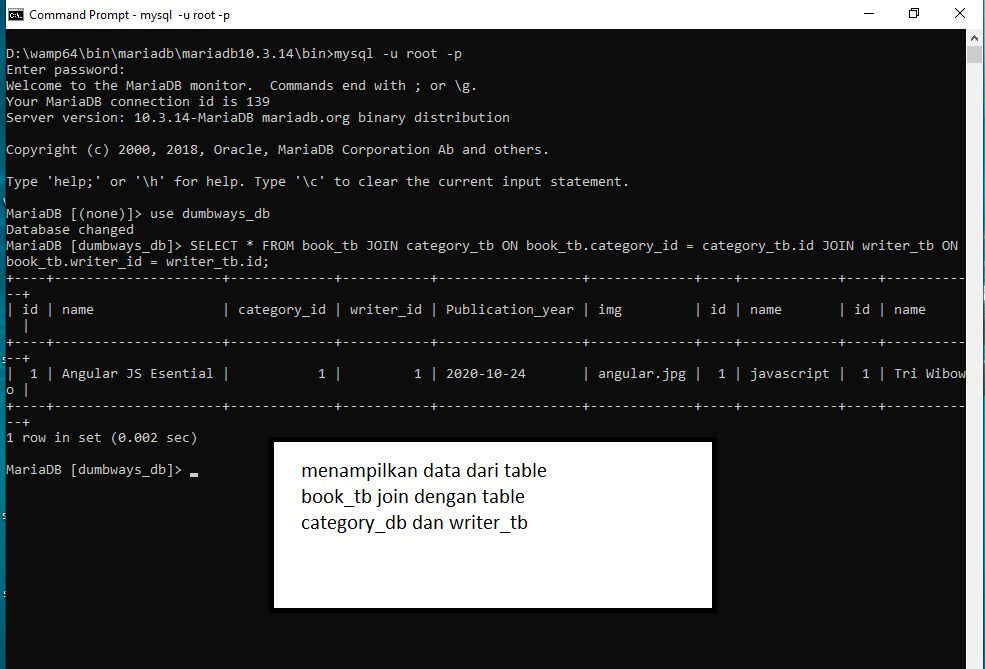 Command Prompt - mysql  -u root -p
D:\wamp64\bin\mariadb\mariadb10.3.14\bin>mysql -u root -p
Enter password:
Welcome to the MariaDB monitor.  Commands end with ; or \g.
Your MariaDB connection id is 139
Server version: 10.3.14-MariaDB mariadb.org binary distribution
Copyright (c) 2000, 2018, Oracle, MariaDB Corporation Ab and others.
Type 'help;' or '\h' for help. Type '\c' to clear the current input statement.
MariaDB [(none)]> use dumbways_db
Database changed
MariaDB [dumbways_db]> SELECT * FROM book_tb JOIN category_tb ON book_tb.category_id = category_tb.id JOIN writer_tb ON
book_tb.writer_id = writer_tb.id;
+----+---------------------+-------------+-----------+------------------+-------------+----+------------+----+----------
--+
| id | name                | category_id | writer_id | Publication_year | img         | id | name       | id | name
  |
+----+---------------------+-------------+-----------+------------------+-------------+----+------------+----+----------
--+
|  1 | Angular JS Esential |           1 |         1 | 2020-10-24       | angular.jpg |  1 | javascript |  1 | Tri Wibow
o |
+----+---------------------+-------------+-----------+------------------+-------------+----+------------+----+----------
--+
1 row in set (0.002 sec)
MariaDB [dumbways_db]> _
menampilkan data dari table
book_tb join dengan table
category_db dan writer_tb